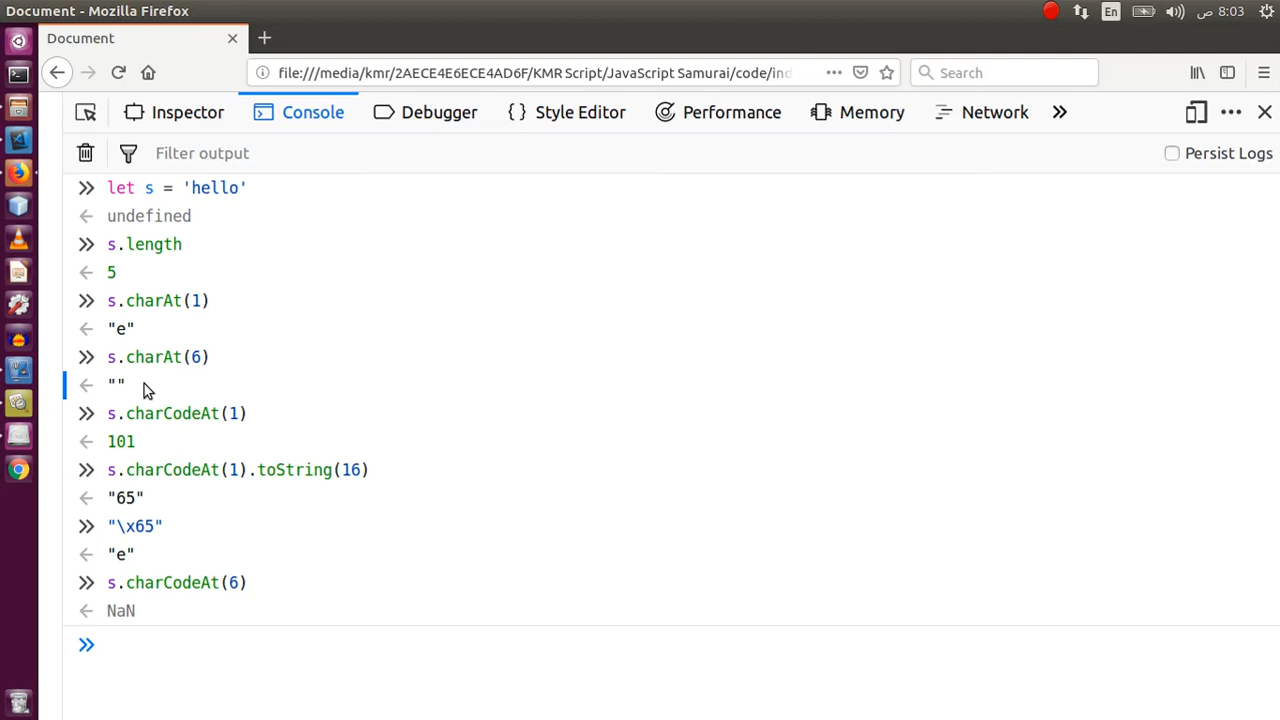 Document - Mozilla Firefox
En
ص 8:03
Document
file:///media/kmr/2AECE4E6ECE4AD6F/KMR Script/JavaScript Samurai/code/ind
Search
Inspector
Console
Debugger
{ } Style Editor
Performance
Memory
Network
Filter output
Persist Logs
let s = 'hello'
undefined
s.length
5
s.charAt(1)
"e"
s.charAt(6)
""
s.charCodeAt(1)
101
s.charCodeAt(1).toString(16)
"65"
"\x65"
"e"
s.charCodeAt(6)
NaN